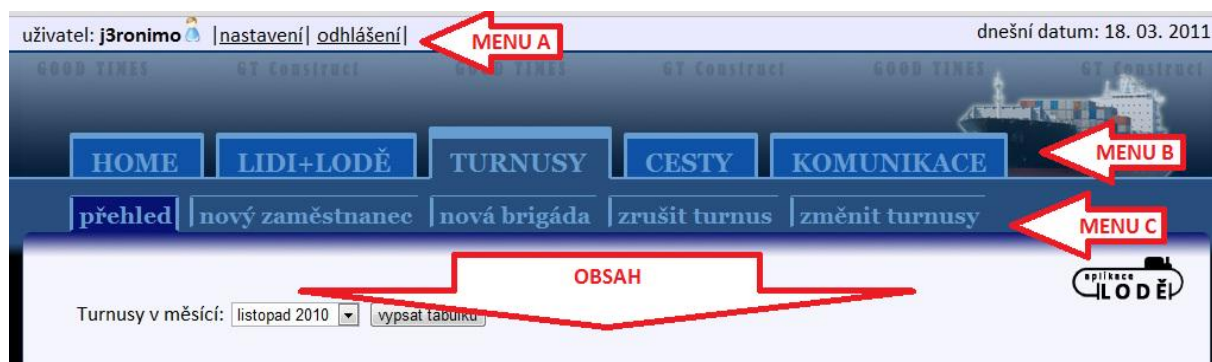 uživatel: j3ronimo |nastavení| odhlášení| MENU A dnešní datum: 18. 03. 2011
GOOD TIMES GT Construct GOOD TIMES GT Construct GOOD TIMES GT Construct
HOME LIDI+LODĚ TURNUSY CESTY KOMUNIKACE MENU B
přehled nový zaměstnanec nová brigáda zrušit turnus změnit turnusy MENU C
OBSAH
aplikace
LODĚ
Turnusy v měsící: listopad 2010 vypsat tabulku